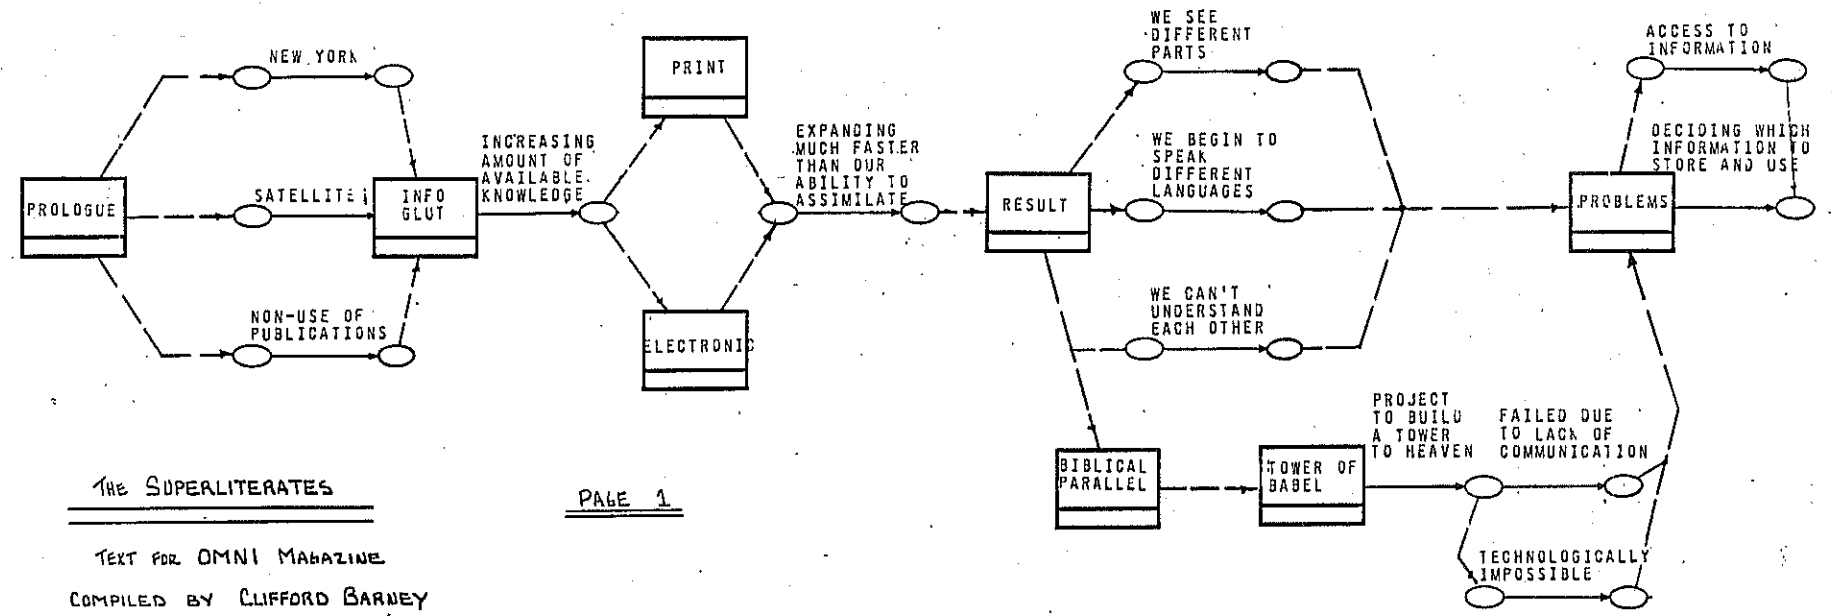 NEW YORK
PROLOGUE
SATELLITE
NON-USE OF
PUBLICATIONS
INFO
GLUT
INCREASING
AMOUNT OF
AVAILABLE
KNOWLEDGE
PRINT
ELECTRONIC
EXPANDING
MUCH FASTER
THAN OUR
ABILITY TO
ASSIMILATE
RESULT
WE SEE
DIFFERENT
PARTS
WE BEGIN TO
SPEAK
DIFFERENT
LANGUAGES
WE CAN'T
UNDERSTAND
EACH OTHER
BIBLICAL
PARALLEL
TOWER OF
BABEL
PROJECT
TO BUILD
A TOWER
TO HEAVEN
FAILED DUE
TO LACK OF
COMMUNICATION
TECHNOLOGICALLY
IMPOSSIBLE
PROBLEMS
ACCESS TO
INFORMATION
DECIDING WHICH
INFORMATION TO
STORE AND USE
THE SUPERLITERATES
PAGE 1
TEXT FOR OMNI MAGAZINE
COMPILED BY CLIFFORD BARNEY